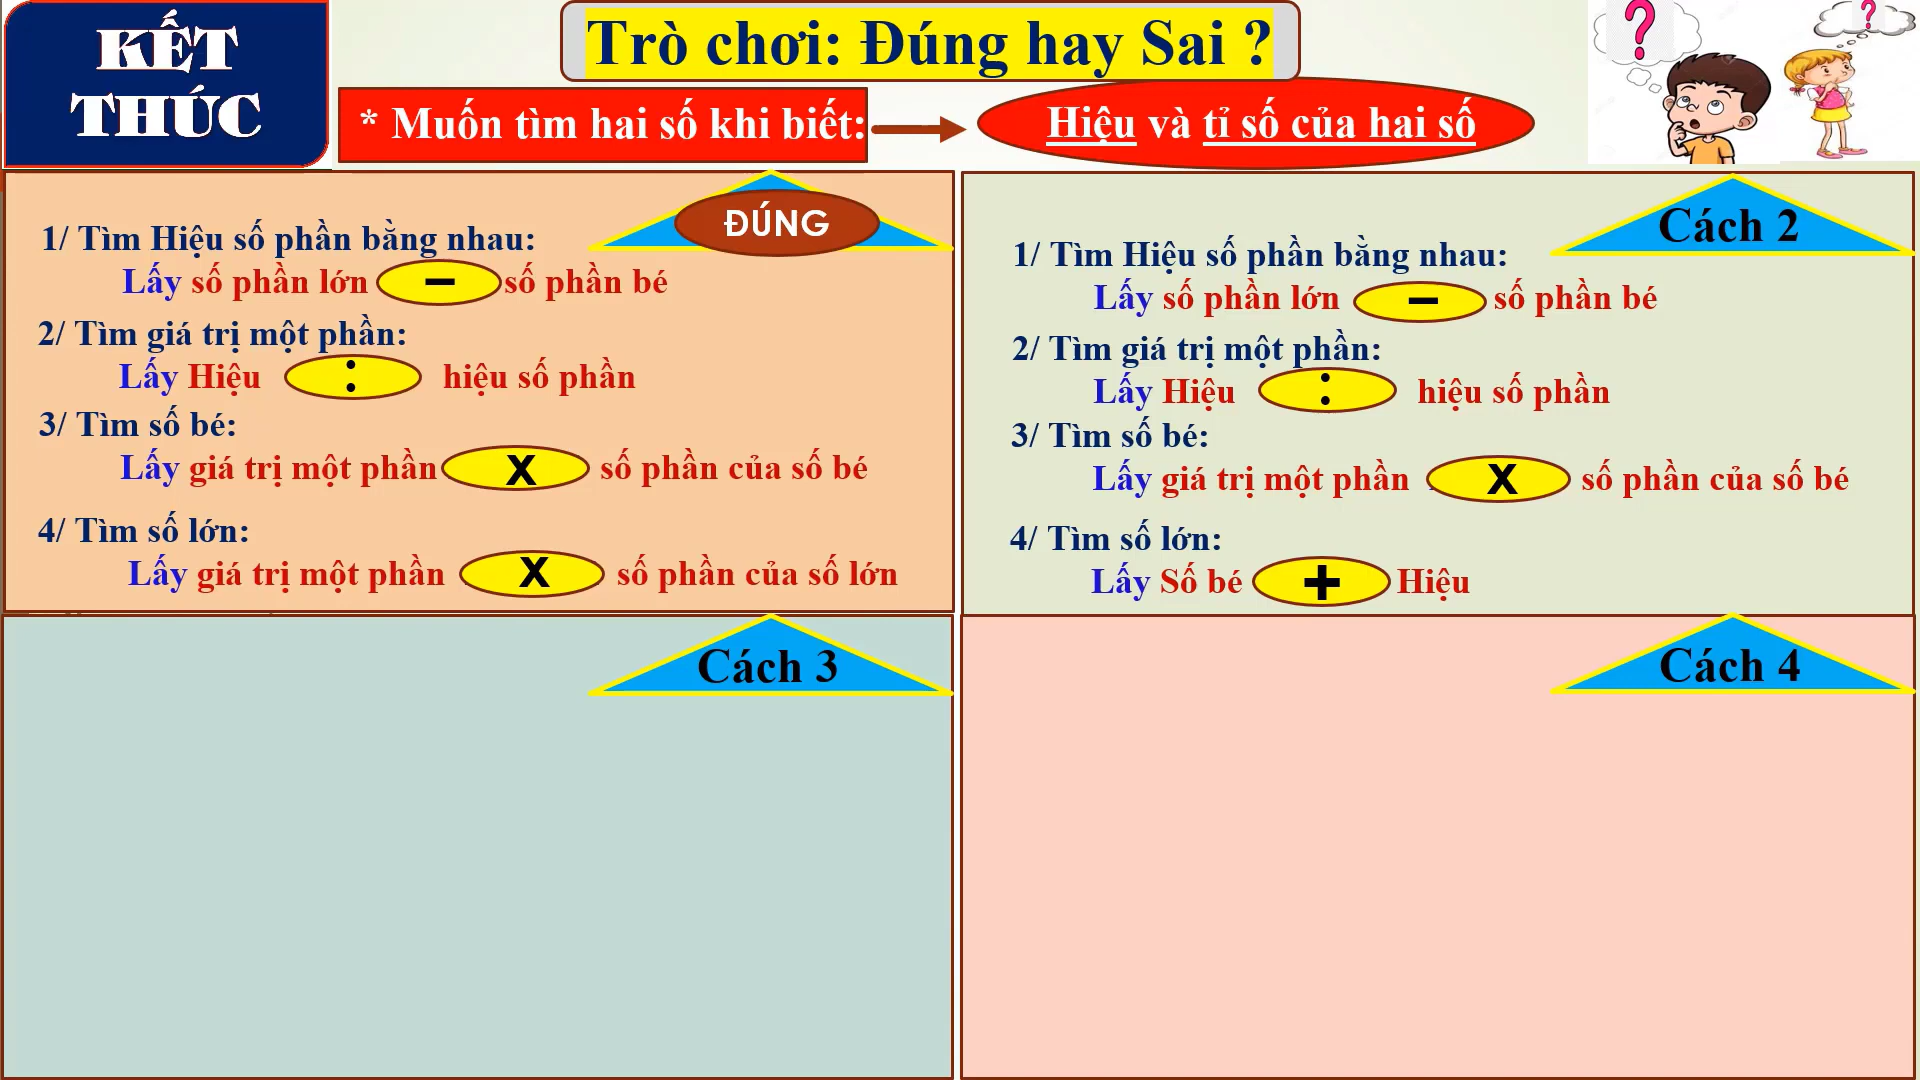 KẾT
THÚC
Trò chơi: Đúng hay Sai ?
* Muốn tìm hai số khi biết:
Hiệu và tỉ số của hai số
? ?
ĐÚNG
1/ Tìm Hiệu số phần bằng nhau:
Lấy số phần lớn − số phần bé
2/ Tìm giá trị một phần:
Lấy Hiệu : hiệu số phần
3/ Tìm số bé:
Lấy giá trị một phần x số phần của số bé
4/ Tìm số lớn:
Lấy giá trị một phần x số phần của số lớn
Cách 2
1/ Tìm Hiệu số phần bằng nhau:
Lấy số phần lớn − số phần bé
2/ Tìm giá trị một phần:
Lấy Hiệu : hiệu số phần
3/ Tìm số bé:
Lấy giá trị một phần x số phần của số bé
4/ Tìm số lớn:
Lấy Số bé + Hiệu
Cách 3
Cách 4